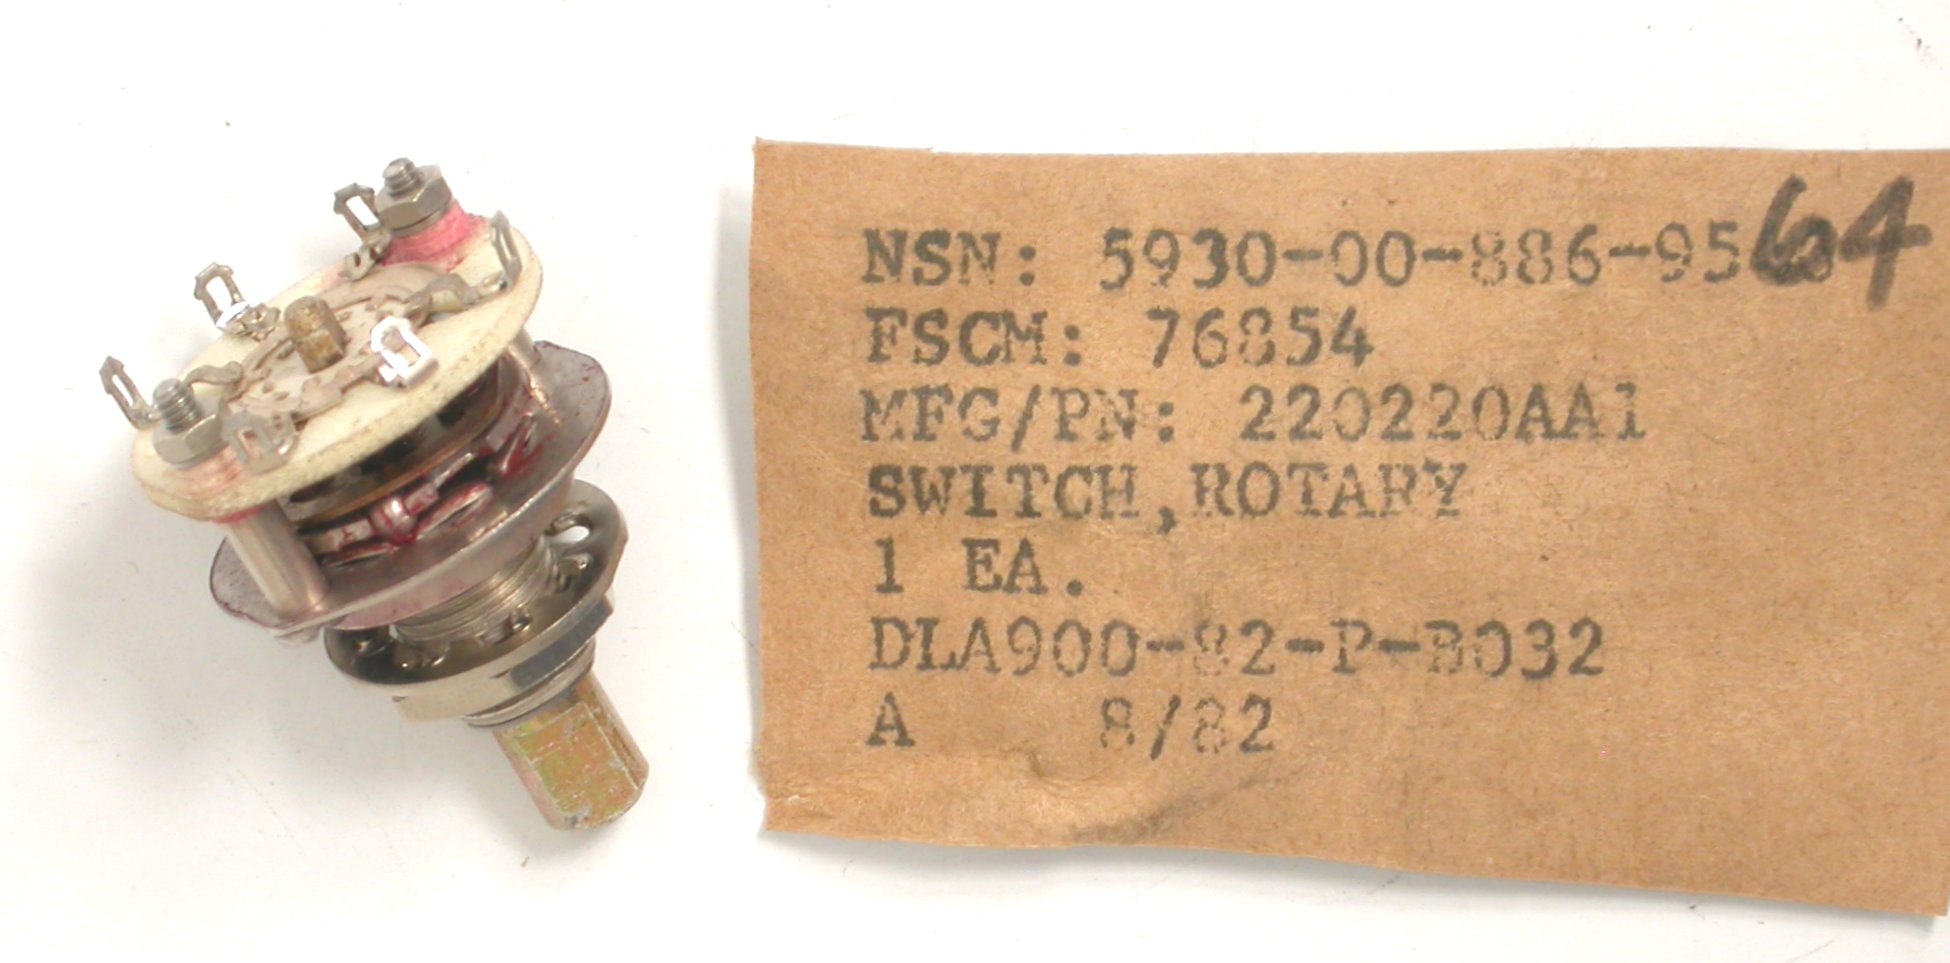 NSN: 5930-00-886-9564
FSCM: 76854
MFG/PN: 220220AA1
SWITCH,ROTARY
1 EA.
DLA900-82-P-B032
A 8/82